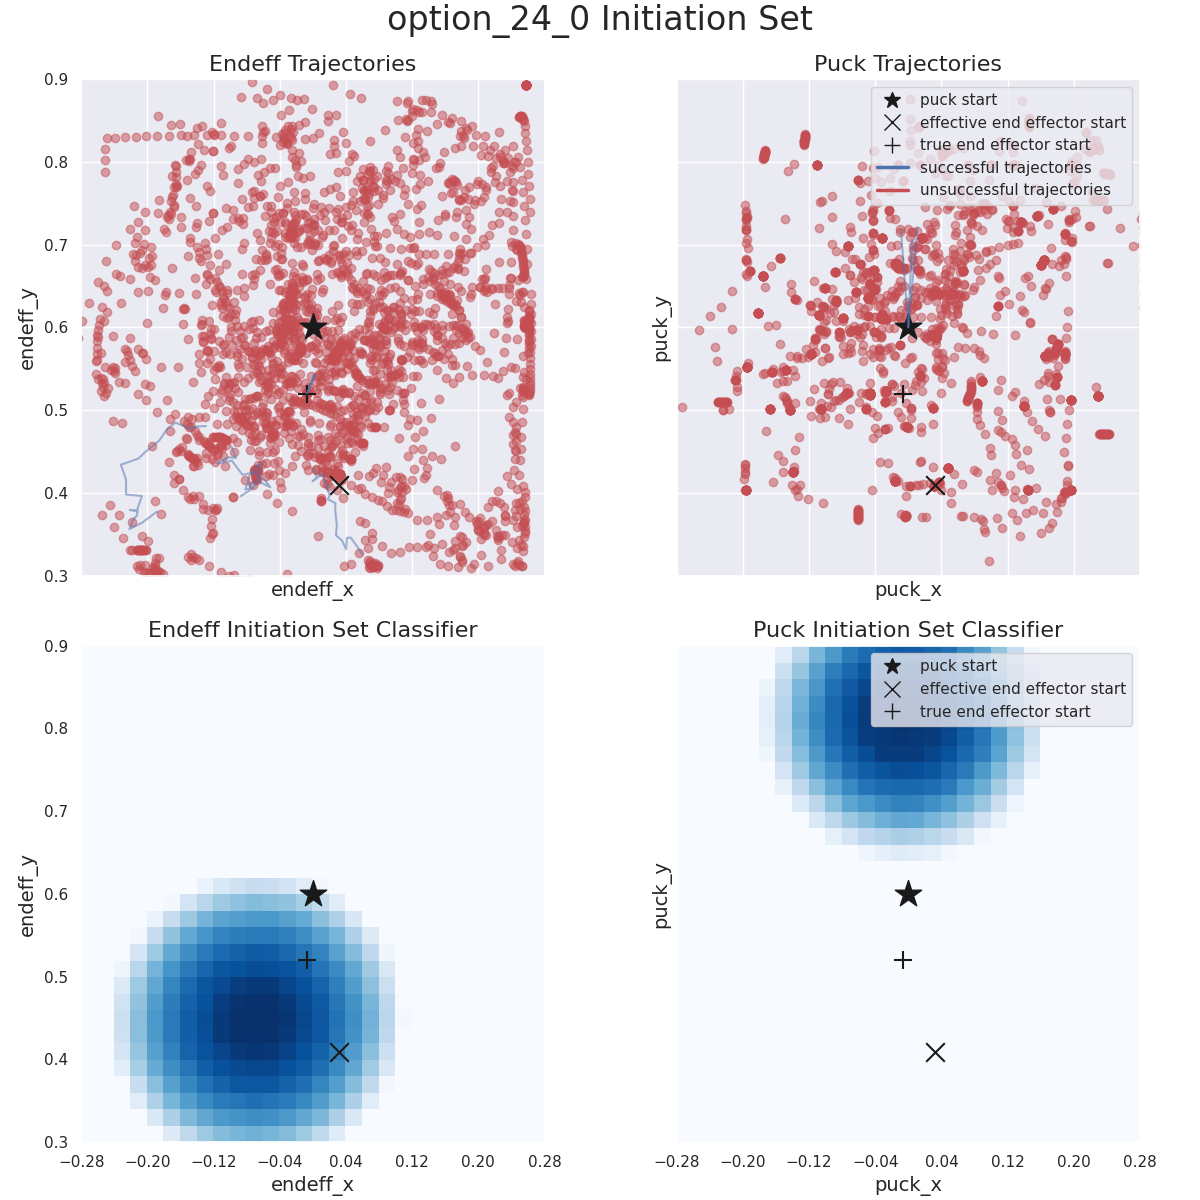 option_24_0 Initiation Set
Endeff Trajectories
Puck Trajectories
0.9
0.8
0.7
0.6
0.5
0.4
0.3
endeff_y
endeff_x
puck start
effective end effector start
true end effector start
successful trajectories
unsuccessful trajectories
puck_y
puck_x
Endeff Initiation Set Classifier
Puck Initiation Set Classifier
0.9
0.8
0.7
0.6
0.5
0.4
0.3
endeff_y
−0.28 −0.20 −0.12 −0.04 0.04 0.12 0.20 0.28
endeff_x
puck start
effective end effector start
true end effector start
puck_y
−0.28 −0.20 −0.12 −0.04 0.04 0.12 0.20 0.28
puck_x